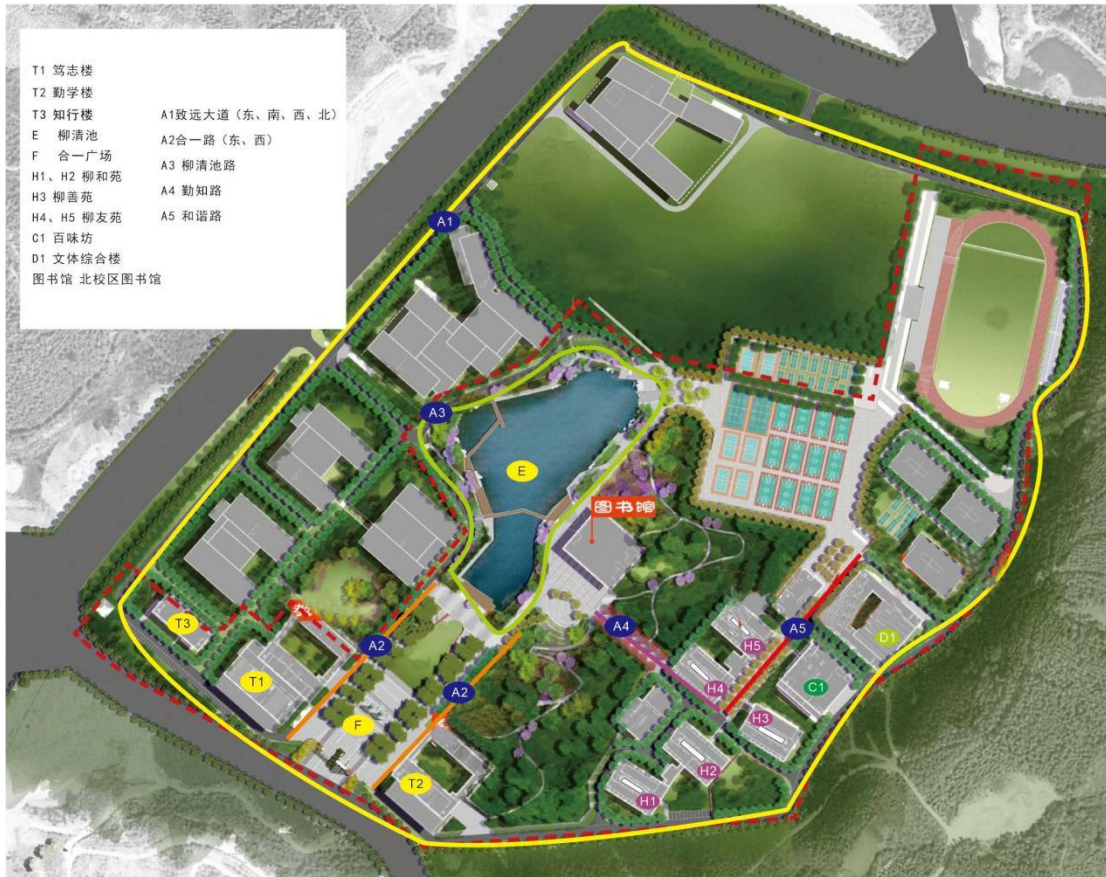 T1 笃志楼
T2 勤学楼
T3 知行楼
E 柳清池
F 合一广场
H1、H2 柳和苑
H3 柳善苑
H4、H5 柳友苑
C1 百味坊
D1 文体综合楼
图书馆 北校区图书馆
A1致远大道（东、南、西、北）
A2合一路（东、西）
A3 柳清池路
A4 勤知路
A5 和谐路
A1
A3
E
图书馆
T3
A2
A4
H5
A5
D1
T1
A2
H4
C1
F
H3
T2
H1
H2